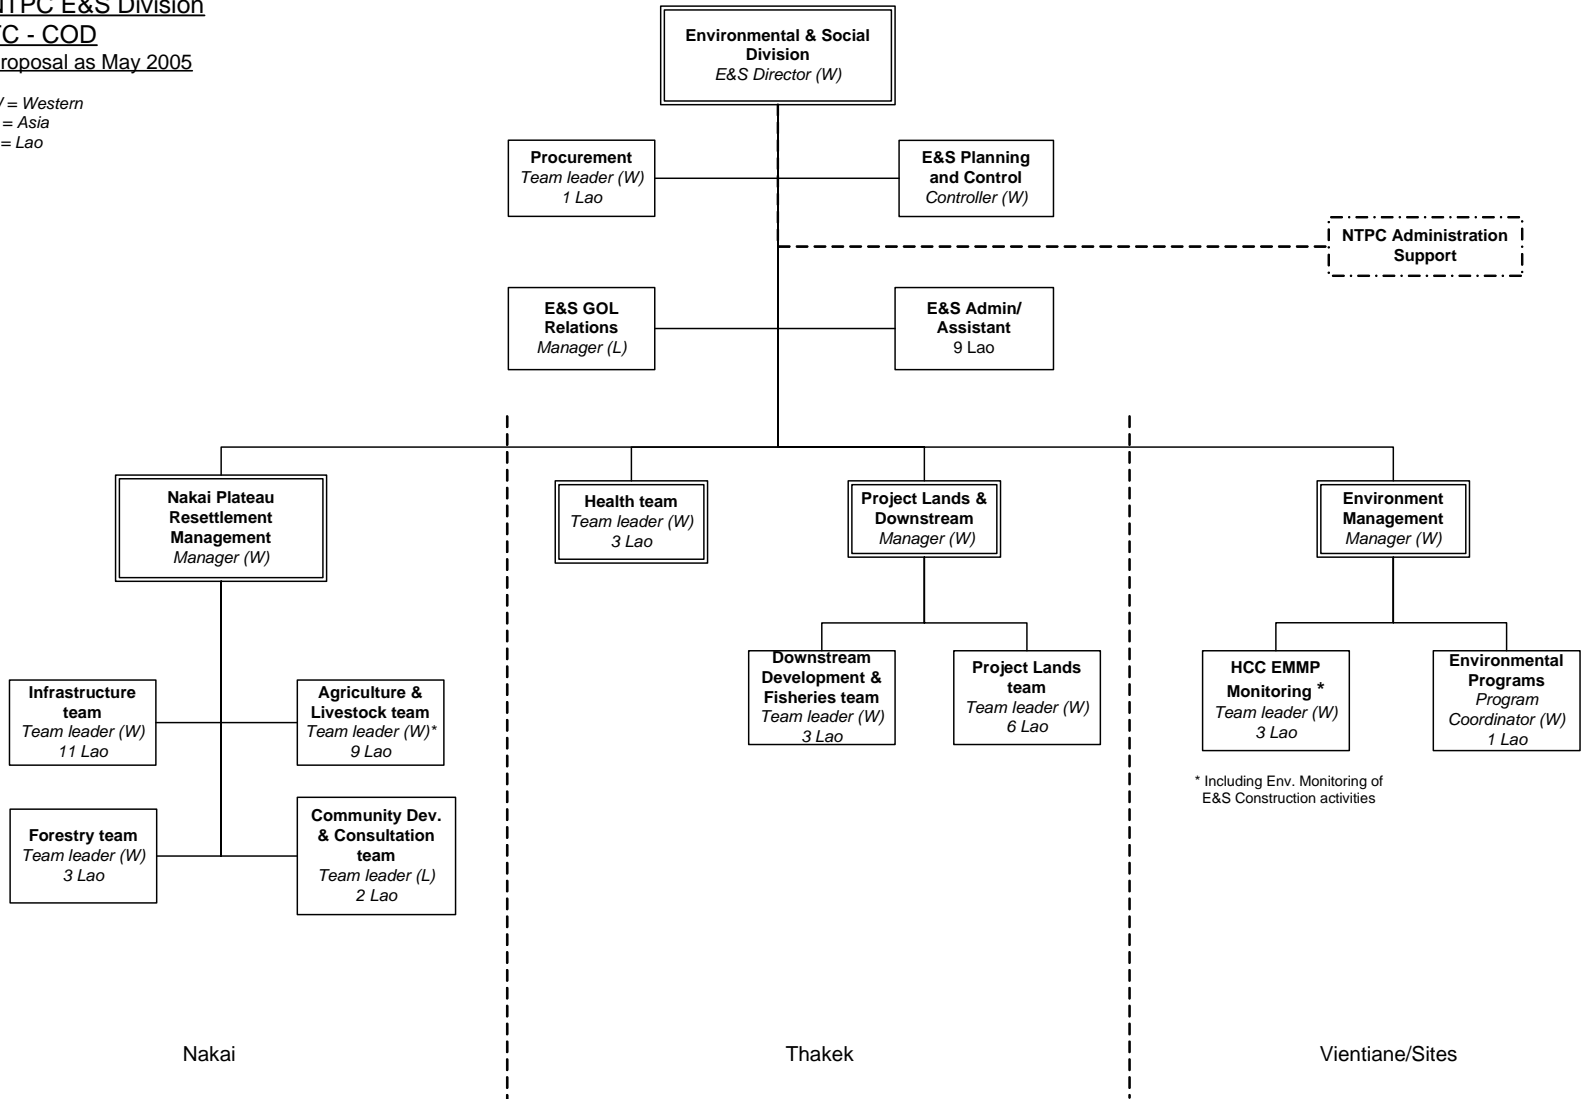 NTPC E&S Division
C - COD
roposal as May 2005
= Western
= Asia
= Lao
Environmental & Social
Division
E&S Director (W)
Procurement
Team leader (W)
1 Lao
E&S Planning
and Control
Controller (W)
NTPC Administration
Support
E&S GOL
Relations
Manager (L)
E&S Admin/
Assistant
9 Lao
Nakai Plateau
Resettlement
Management
Manager (W)
Health team
Team leader (W)
3 Lao
Project Lands &
Downstream
Manager (W)
Environment
Management
Manager (W)
Infrastructure
team
Team leader (W)
11 Lao
Agriculture &
Livestock team
Team leader (W)*
9 Lao
Downstream
Development &
Fisheries team
Team leader (W)
3 Lao
Project Lands
team
Team leader (W)
6 Lao
HCC EMMP
Monitoring *
Team leader (W)
3 Lao
Environmental
Programs
Program
Coordinator (W)
1 Lao
* Including Env. Monitoring of
E&S Construction activities
Forestry team
Team leader (W)
3 Lao
Community Dev.
& Consultation
team
Team leader (L)
2 Lao
Nakai
Thakek
Vientiane/Sites